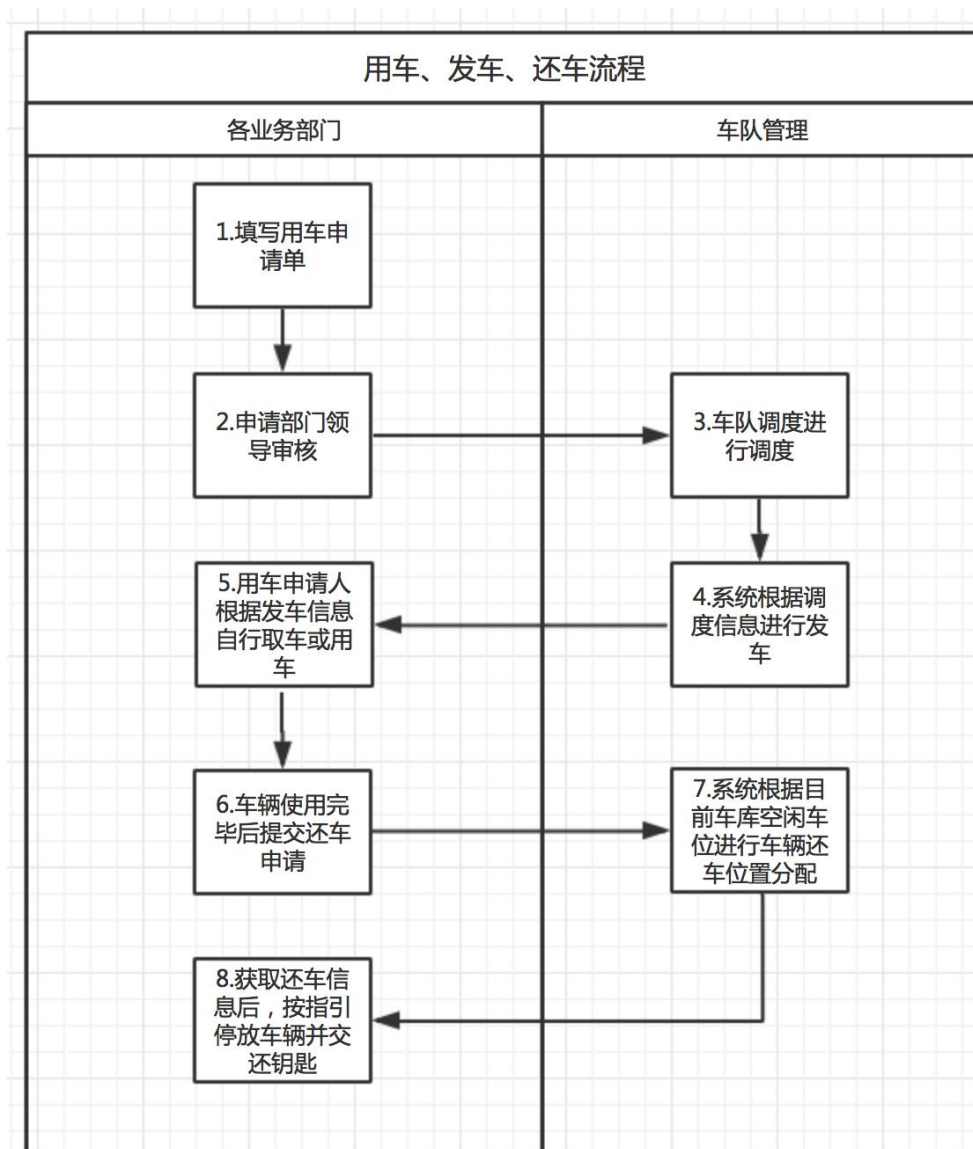 用车、发车、还车流程
各业务部门
车队管理
1.填写用车申
请单
2.申请部门领
导审核
3.车队调度进
行调度
4.系统根据调
度信息进行发
车
5.用车申请人
根据发车信息
自行取车或用
车
6.车辆使用完
毕后提交还车
申请
7.系统根据目
前车库空闲车
位进行车辆还
车位置分配
8.获取还车信
息后，按指引
停放车辆并交
还钥匙